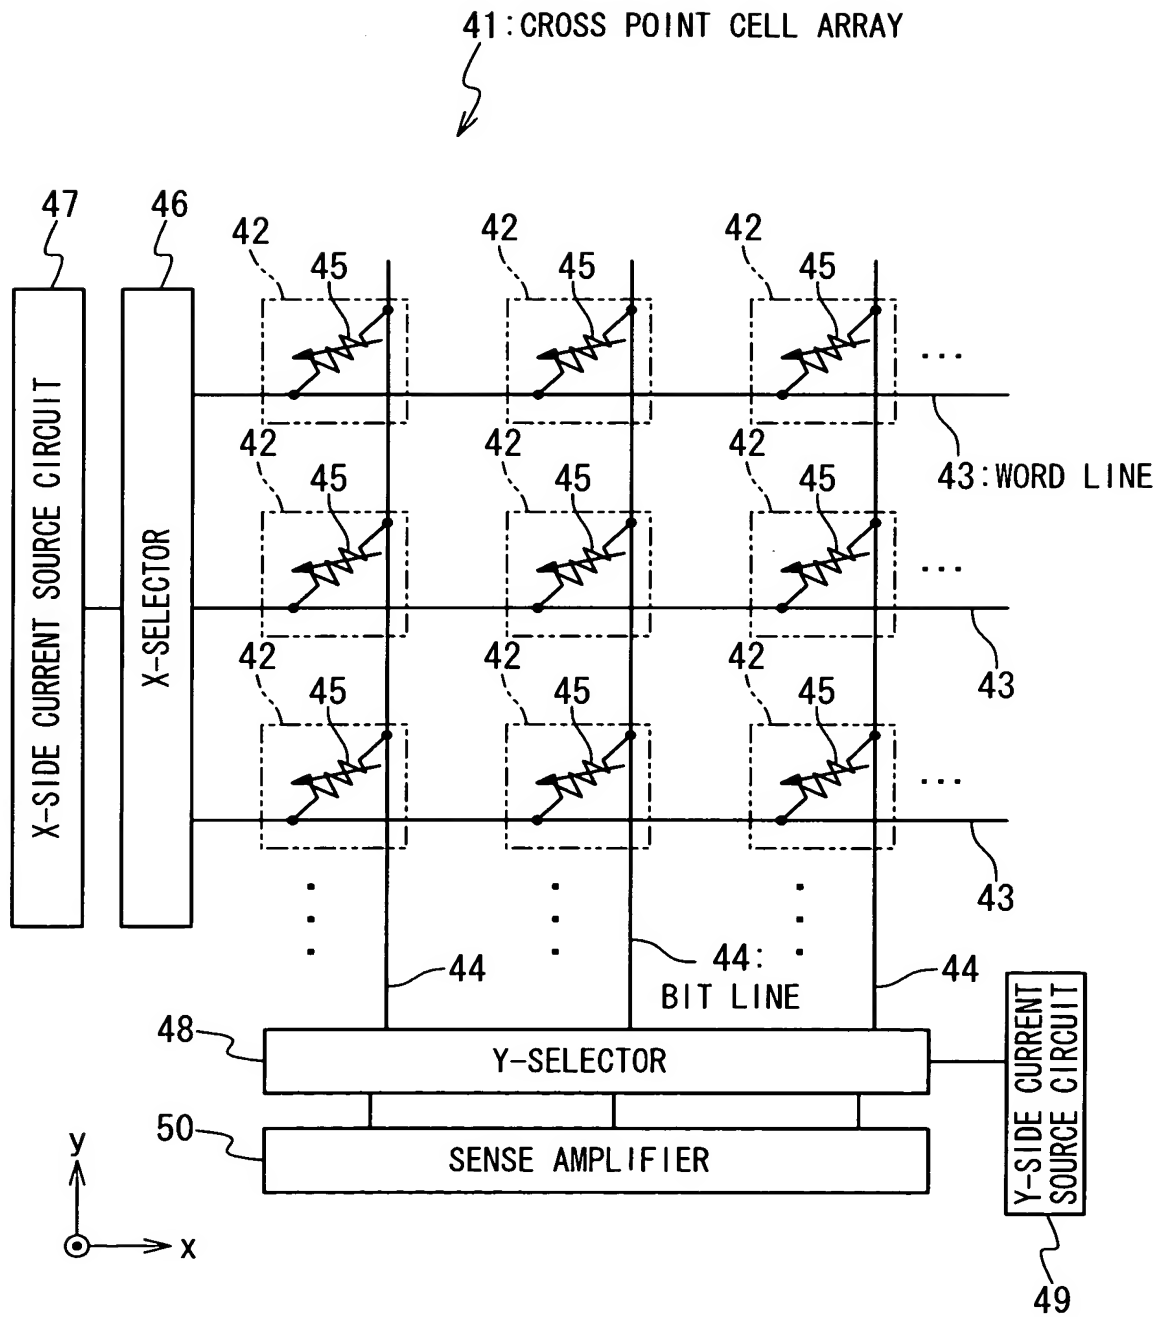 41:CROSS POINT CELL ARRAY
47
46
42
42
42
45
45
45
...
43:WORD LINE
42
42
42
45
45
45
...
43
42
42
42
45
45
45
...
43
X-SIDE CURRENT SOURCE CIRCUIT
X-SELECTOR
44
44:
BIT LINE
44
48
Y-SELECTOR
50
SENSE AMPLIFIER
Y-SIDE CURRENT
SOURCE CIRCUIT
49
y
x